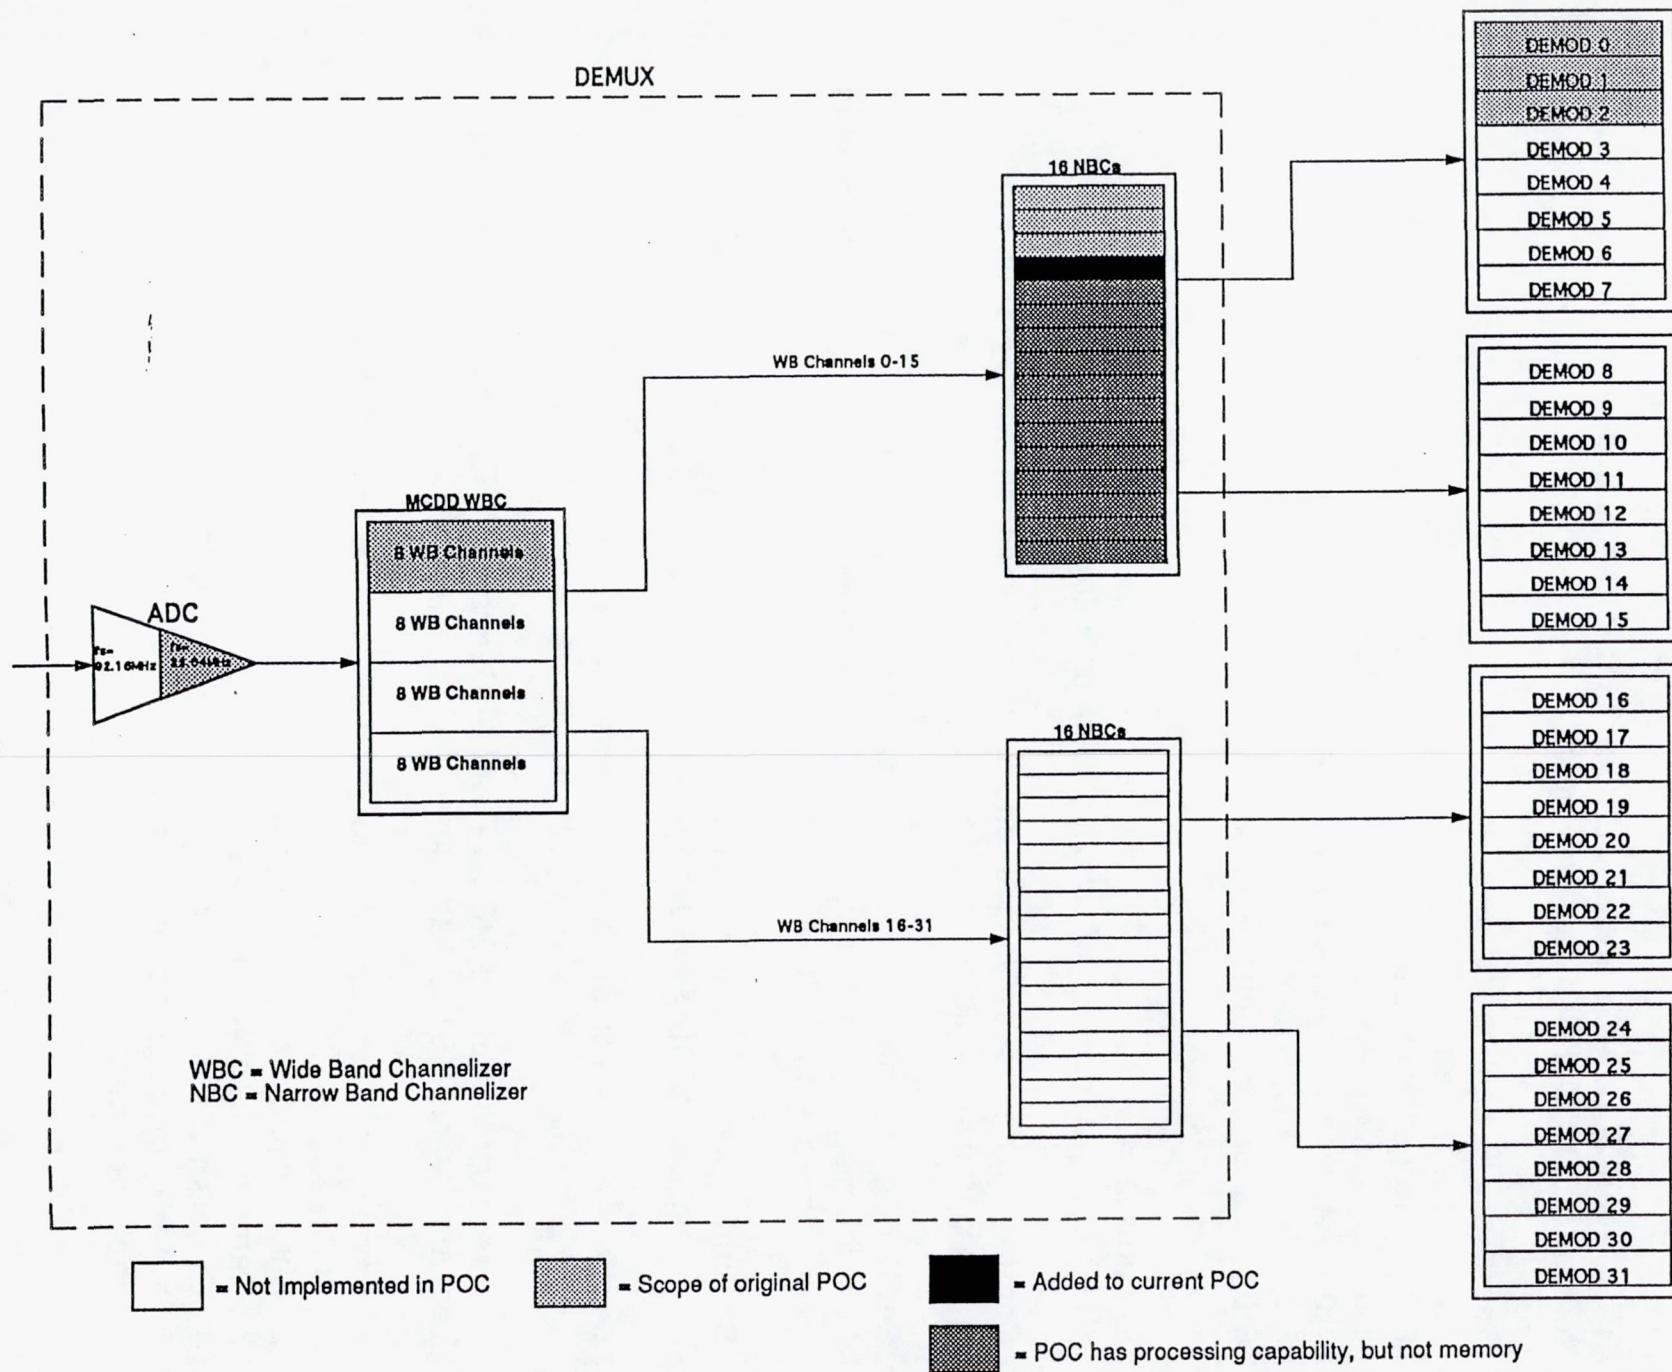 DEMUX
ADC
fs=
92.16MHz
fs=
23.04MHz
MCDD WBC
8 WB Channels
8 WB Channels
8 WB Channels
8 WB Channels
WB Channels 0-15
WB Channels 16-31
16 NBCs
16 NBCs
DEMOD 0
DEMOD 1
DEMOD 2
DEMOD 3
DEMOD 4
DEMOD 5
DEMOD 6
DEMOD 7
DEMOD 8
DEMOD 9
DEMOD 10
DEMOD 11
DEMOD 12
DEMOD 13
DEMOD 14
DEMOD 15
DEMOD 16
DEMOD 17
DEMOD 18
DEMOD 19
DEMOD 20
DEMOD 21
DEMOD 22
DEMOD 23
DEMOD 24
DEMOD 25
DEMOD 26
DEMOD 27
DEMOD 28
DEMOD 29
DEMOD 30
DEMOD 31
WBC = Wide Band Channelizer
NBC = Narrow Band Channelizer
= Not Implemented in POC
= Scope of original POC
= Added to current POC
= POC has processing capability, but not memory